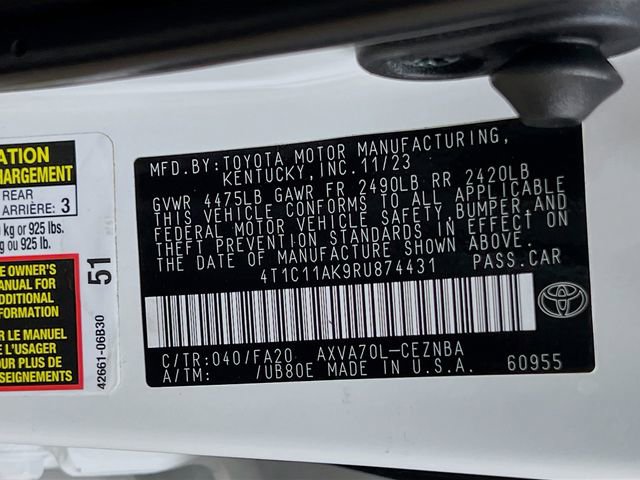 ATION
HARGEMENT
REAR
ARRIÈRE: 3
kg or 925 lbs.
g ou 925 lb.
E OWNER'S
ANUAL FOR
ADDITIONAL
FORMATION
R LE MANUEL
E L'USAGER
OUR PLUS DE
SEIGNEMENTS
51
42661-06B30
MFD.BY:TOYOTA MOTOR MANUFACTURING,
KENTUCKY, INC. 11/23
GVWR 4475LB GAWR FR 2490LB RR 2420LB
THIS VEHICLE CONFORMS TO ALL APPLICABLE
FEDERAL MOTOR VEHICLE SAFETY, BUMPER, AND
THEFT PREVENTION STANDARDS IN EFFECT ON
THE DATE OF MANUFACTURE SHOWN ABOVE.
4T1C11AK9RU874431 PASS.CAR
C/TR:040/FA20 AXVA70L-CEZNBA
A/TM: /UB80E MADE IN U.S.A. 60955